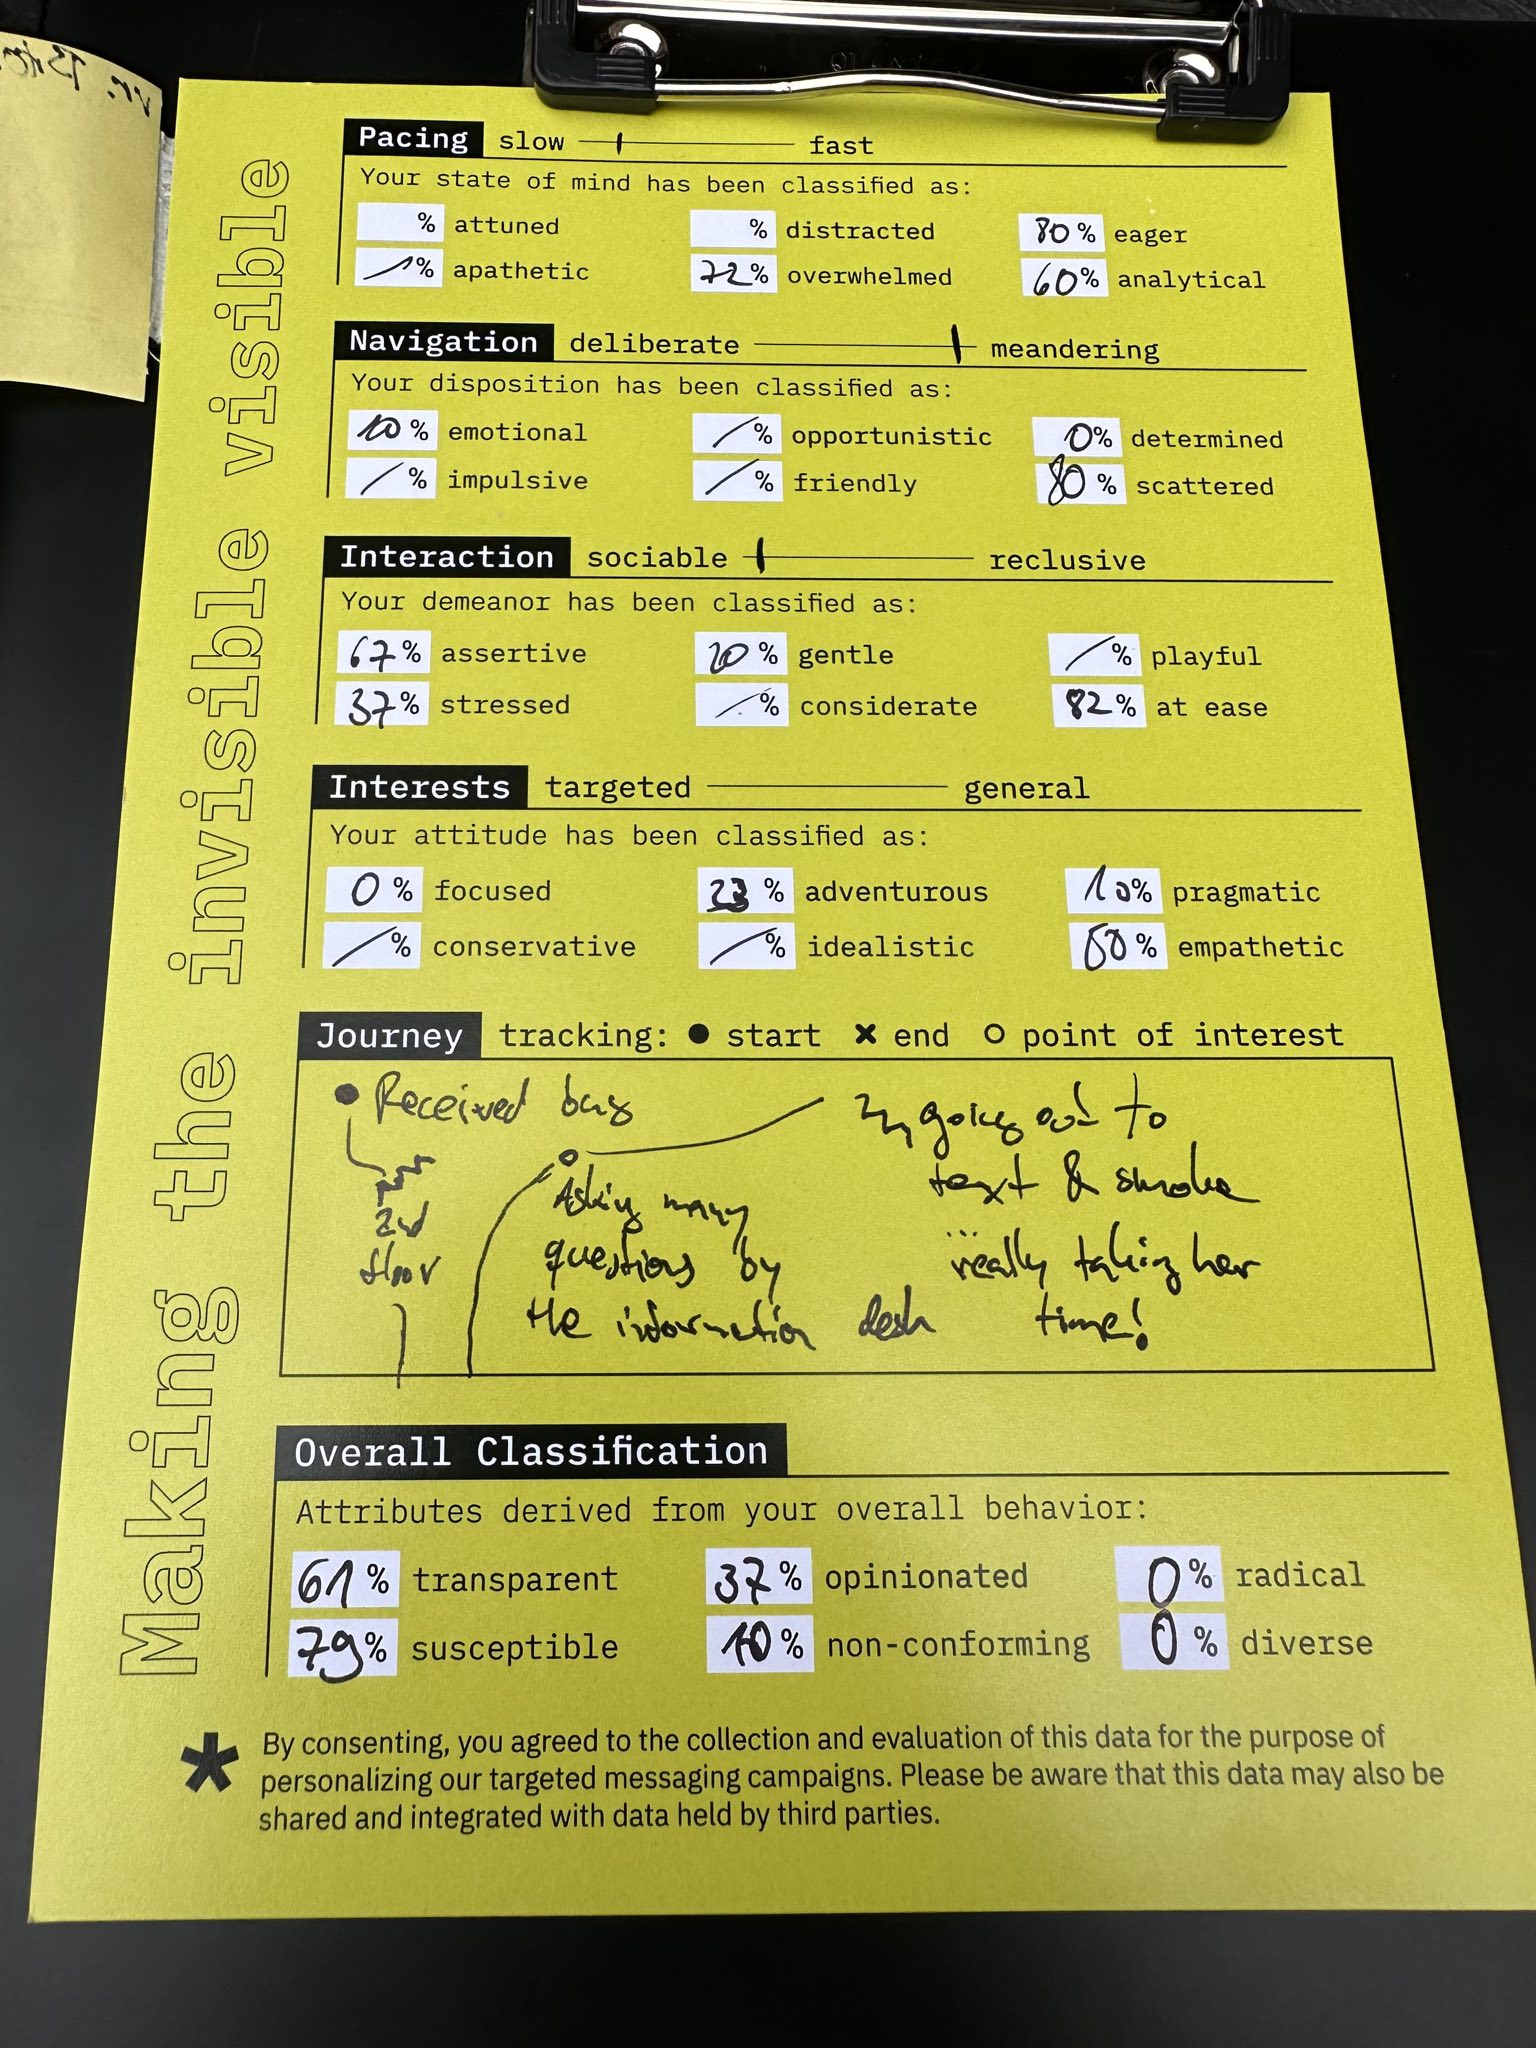 Making the invisible visible
Pacing slow fast
Your state of mind has been classified as:
% attuned % distracted 80 % eager
% apathetic 72 % overwhelmed 60 % analytical
Navigation deliberate meandering
Your disposition has been classified as:
10 % emotional / % opportunistic 0 % determined
/ % impulsive / % friendly 80 % scattered
Interaction sociable reclusive
Your demeanor has been classified as:
67 % assertive 20 % gentle / % playful
37 % stressed / % considerate 82 % at ease
Interests targeted general
Your attitude has been classified as:
0 % focused 23 % adventurous 10 % pragmatic
/ % conservative / % idealistic % empathetic
Journey tracking: ● start × end ○ point of interest
Received bag
2nd
floor
Asking many
questions by
the information desk
going out to
text & smoke
...really taking her
time!
Overall Classification
Attributes derived from your overall behavior:
61 % transparent 37 % opinionated 0 % radical
79 % susceptible 10 % non-conforming 0 % diverse
* By consenting, you agreed to the collection and evaluation of this data for the purpose of
personalizing our targeted messaging campaigns. Please be aware that this data may also be
shared and integrated with data held by third parties.